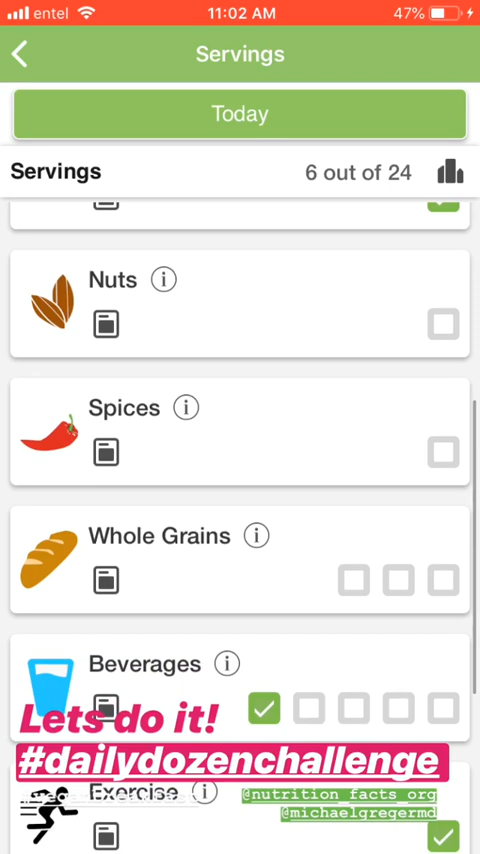 entel 11:02 AM 47%
Servings
Today
Servings 6 out of 24
Nuts
Spices
Whole Grains
Beverages
Lets do it!
#dailydozenchallenge
Exercise
@nutrition_facts_org
@michaelgregermd